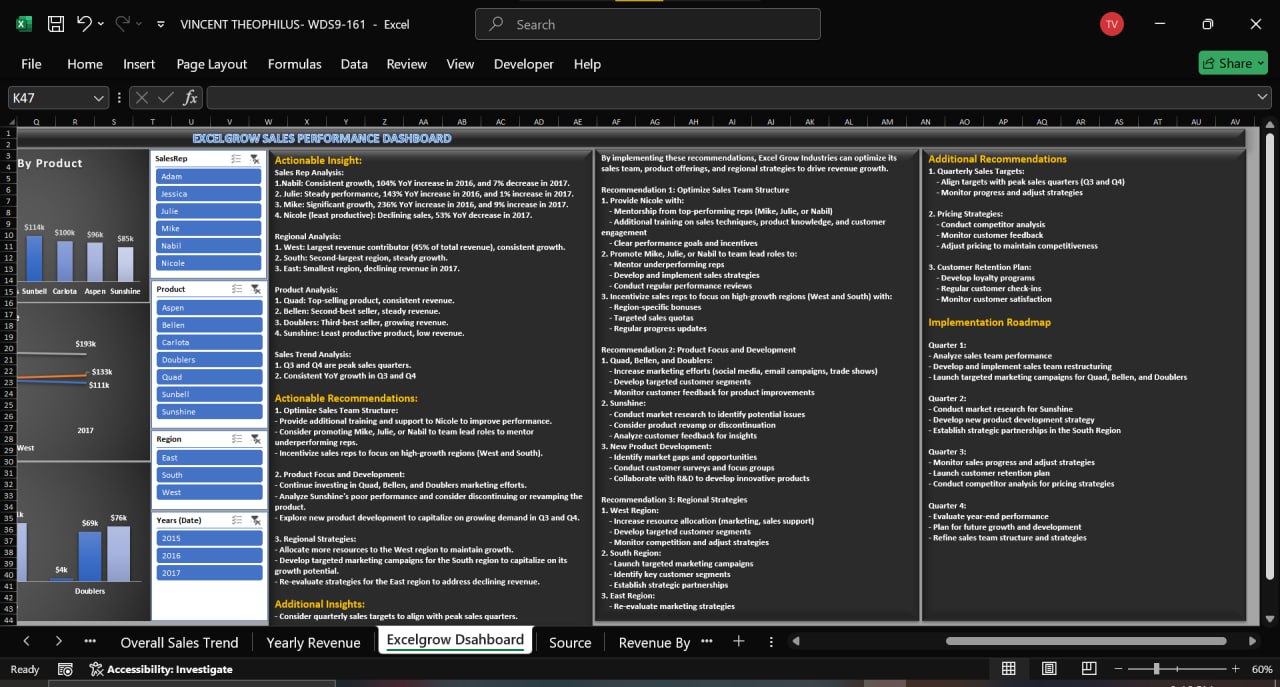 VINCENT THEOPHILUS- WDS9-161 - Excel
Search
TV
File Home Insert Page Layout Formulas Data Review View Developer Help
Share
K47
fx
Q R S T U V W X Y Z AA AB AC AD AE AF AG AH AI AJ AK AL AM AN AO AP AQ AR AS AT AU AV
EXCELGROW SALES PERFORMANCE DASHBOARD
By Product
$114k $100k $96k $85k
Sunbell Carlota Aspen Sunshine
$193k
$133k
$111k
2017
West
$4k $69k $76k
Doublers
SalesRep
Adam
Jessica
Julie
Mike
Nabil
Nicole
Product
Aspen
Bellen
Carlota
Doublers
Quad
Sunbell
Sunshine
Region
East
South
West
Years (Date)
2015
2016
2017
Actionable Insight:
Sales Rep Analysis:
1.Nabil: Consistent growth, 104% YoY increase in 2016, and 7% decrease in 2017.
2. Julie: Steady performance, 143% YoY increase in 2016, and 1% increase in 2017.
3. Mike: Significant growth, 236% YoY increase in 2016, and 9% increase in 2017.
4. Nicole (least productive): Declining sales, 53% YoY decrease in 2017.
Regional Analysis:
1. West: Largest revenue contributor (45% of total revenue), consistent growth.
2. South: Second-largest region, steady growth.
3. East: Smallest region, declining revenue in 2017.
Product Analysis:
1. Quad: Top-selling product, consistent revenue.
2. Bellen: Second-best seller, steady revenue.
3. Doublers: Third-best seller, growing revenue.
4. Sunshine: Least productive product, low revenue.
Sales Trend Analysis:
1. Q3 and Q4 are peak sales quarters.
2. Consistent YoY growth in Q3 and Q4
Actionable Recommendations:
1. Optimize Sales Team Structure:
- Provide additional training and support to Nicole to improve performance.
- Consider promoting Mike, Julie, or Nabil to team lead roles to mentor
underperforming reps.
- Incentivize sales reps to focus on high-growth regions (West and South).
2. Product Focus and Development:
- Continue investing in Quad, Bellen, and Doublers marketing efforts.
- Analyze Sunshine's poor performance and consider discontinuing or revamping the
product.
- Explore new product development to capitalize on growing demand in Q3 and Q4.
3. Regional Strategies:
- Allocate more resources to the West region to maintain growth.
- Develop targeted marketing campaigns for the South region to capitalize on its
growth potential.
- Re-evaluate strategies for the East region to address declining revenue.
Additional Insights:
- Consider quarterly sales targets to align with peak sales quarters.
By implementing these recommendations, Excel Grow Industries can optimize its
sales team, product offerings, and regional strategies to drive revenue growth.
Recommendation 1: Optimize Sales Team Structure
1. Provide Nicole with:
- Mentorship from top-performing reps (Mike, Julie, or Nabil)
- Additional training on sales techniques, product knowledge, and customer
engagement
- Clear performance goals and incentives
2. Promote Mike, Julie, or Nabil to team lead roles to:
- Mentor underperforming reps
- Develop and implement sales strategies
- Conduct regular performance reviews
3. Incentivize sales reps to focus on high-growth regions (West and South) with:
- Region-specific bonuses
- Targeted sales quotas
- Regular progress updates
Recommendation 2: Product Focus and Development
1. Quad, Bellen, and Doublers:
- Increase marketing efforts (social media, email campaigns, trade shows)
- Develop targeted customer segments
- Monitor customer feedback for product improvements
2. Sunshine:
- Conduct market research to identify potential issues
- Consider product revamp or discontinuation
- Analyze customer feedback for insights
3. New Product Development:
- Identify market gaps and opportunities
- Conduct customer surveys and focus groups
- Collaborate with R&D to develop innovative products
Recommendation 3: Regional Strategies
1. West Region:
- Increase resource allocation (marketing, sales support)
- Develop targeted customer segments
- Monitor competition and adjust strategies
2. South Region:
- Launch targeted marketing campaigns
- Identify key customer segments
- Establish strategic partnerships
3. East Region:
- Re-evaluate marketing strategies
Additional Recommendations
1. Quarterly Sales Targets:
- Align targets with peak sales quarters (Q3 and Q4)
- Monitor progress and adjust strategies
2. Pricing Strategies:
- Conduct competitor analysis
- Monitor customer feedback
- Adjust pricing to maintain competitiveness
3. Customer Retention Plan:
- Develop loyalty programs
- Regular customer check-ins
- Monitor customer satisfaction
Implementation Roadmap
Quarter 1:
- Analyze sales team performance
- Develop and implement sales team restructuring
- Launch targeted marketing campaigns for Quad, Bellen, and Doublers
Quarter 2:
- Conduct market research for Sunshine
- Develop new product development strategy
- Establish strategic partnerships in the South Region
Quarter 3:
- Monitor sales progress and adjust strategies
- Launch customer retention plan
- Conduct competitor analysis for pricing strategies
Quarter 4:
- Evaluate year-end performance
- Plan for future growth and development
- Refine sales team structure and strategies
Overall Sales Trend Yearly Revenue Excelgrow Dsahboard Source Revenue By
Ready Accessibility: Investigate 60%